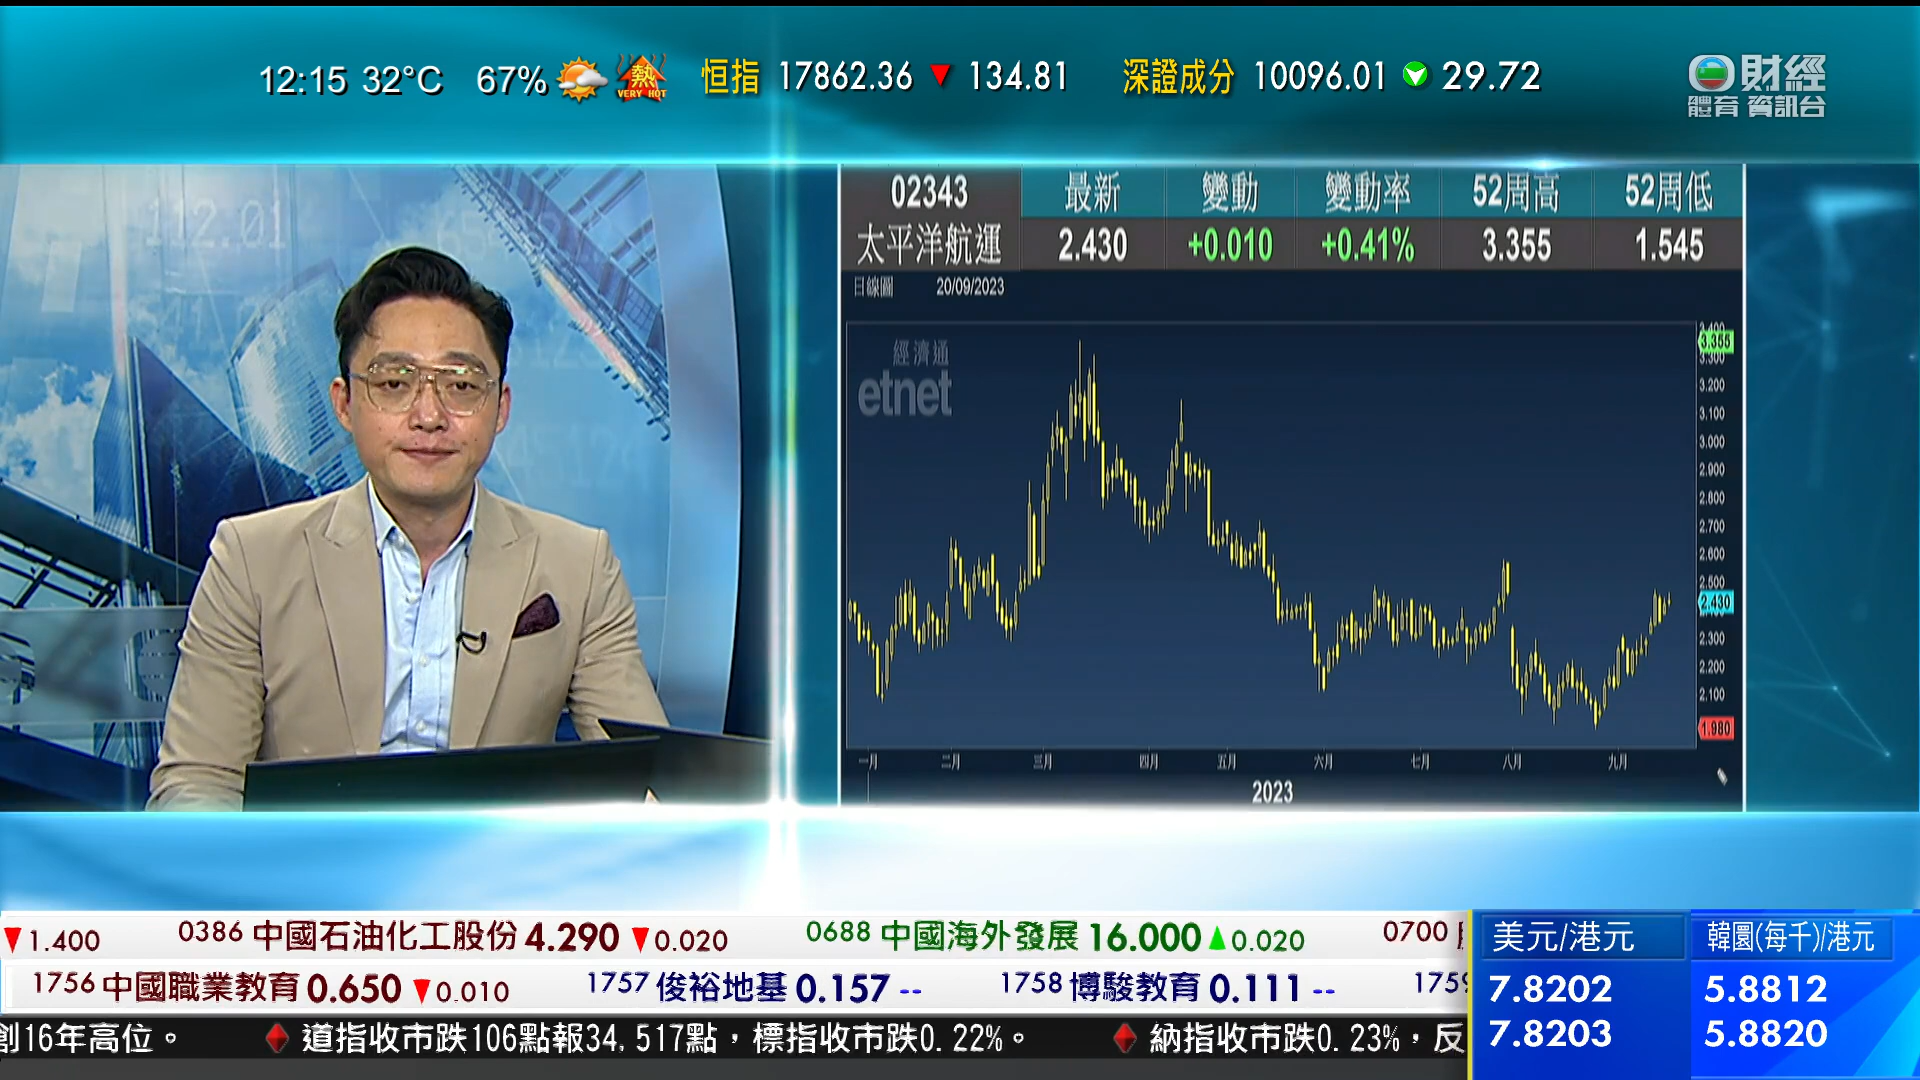 12:15 32°C 67% 熱 VERY HOT 恒指 17862.36 ▼ 134.81 深證成分 10096.01 29.72
財經
體育 資訊台
02343 最新 變動 變動率 52周高 52周低
太平洋航運 2.430 +0.010 +0.41% 3.355 1.545
日線圖 20/09/2023
經濟通
etnet
3.355
3.300
3.200
3.100
3.000
2.900
2.800
2.700
2.600
2.500
2.430
2.300
2.200
2.100
1.980
一月 二月 三月 四月 五月 六月 七月 八月 九月
2023
▼1.400 0386 中國石油化工股份 4.290 ▼0.020 0688 中國海外發展 16.000 ▲0.020 0700
1756 中國職業教育 0.650 ▼0.010 1757 俊裕地基 0.157 -- 1758 博駿教育 0.111 -- 1759
創16年高位。 道指收市跌106點報34,517點，標指收市跌0.22%。 納指收市跌0.23%，反
美元/港元 韓圜(每千)/港元
7.8202 5.8812
7.8203 5.8820